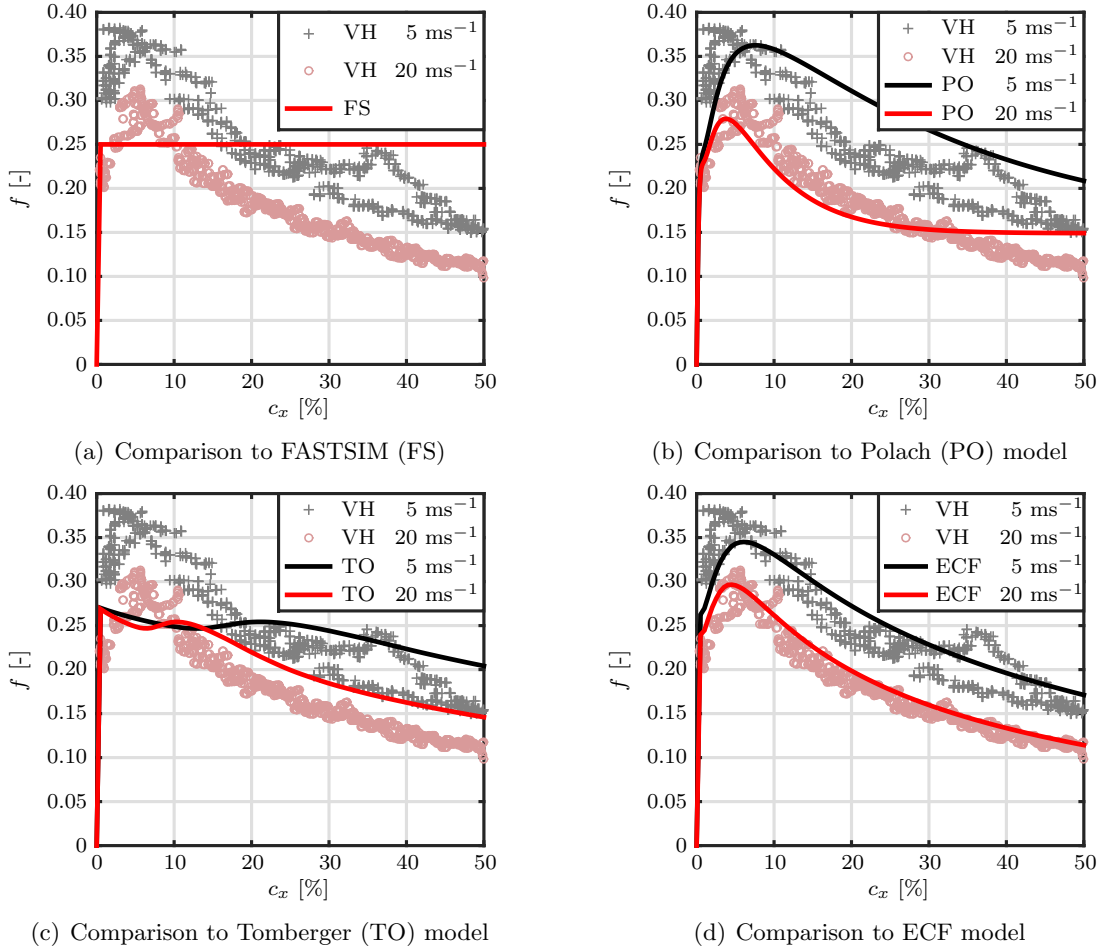 0.40
0.35
0.30
0.25
0.20
0.15
0.10
0.05
0
f [-]
0 10 20 30 40 50
c_x [%]
VH 5 ms⁻¹
VH 20 ms⁻¹
FS
(a) Comparison to FASTSIM (FS)
0.40
0.35
0.30
0.25
0.20
0.15
0.10
0.05
0
f [-]
0 10 20 30 40 50
c_x [%]
VH 5 ms⁻¹
VH 20 ms⁻¹
PO 5 ms⁻¹
PO 20 ms⁻¹
(b) Comparison to Polach (PO) model
0.40
0.35
0.30
0.25
0.20
0.15
0.10
0.05
0
f [-]
0 10 20 30 40 50
c_x [%]
VH 5 ms⁻¹
VH 20 ms⁻¹
TO 5 ms⁻¹
TO 20 ms⁻¹
(c) Comparison to Tomberger (TO) model
0.40
0.35
0.30
0.25
0.20
0.15
0.10
0.05
0
f [-]
0 10 20 30 40 50
c_x [%]
VH 5 ms⁻¹
VH 20 ms⁻¹
ECF 5 ms⁻¹
ECF 20 ms⁻¹
(d) Comparison to ECF model